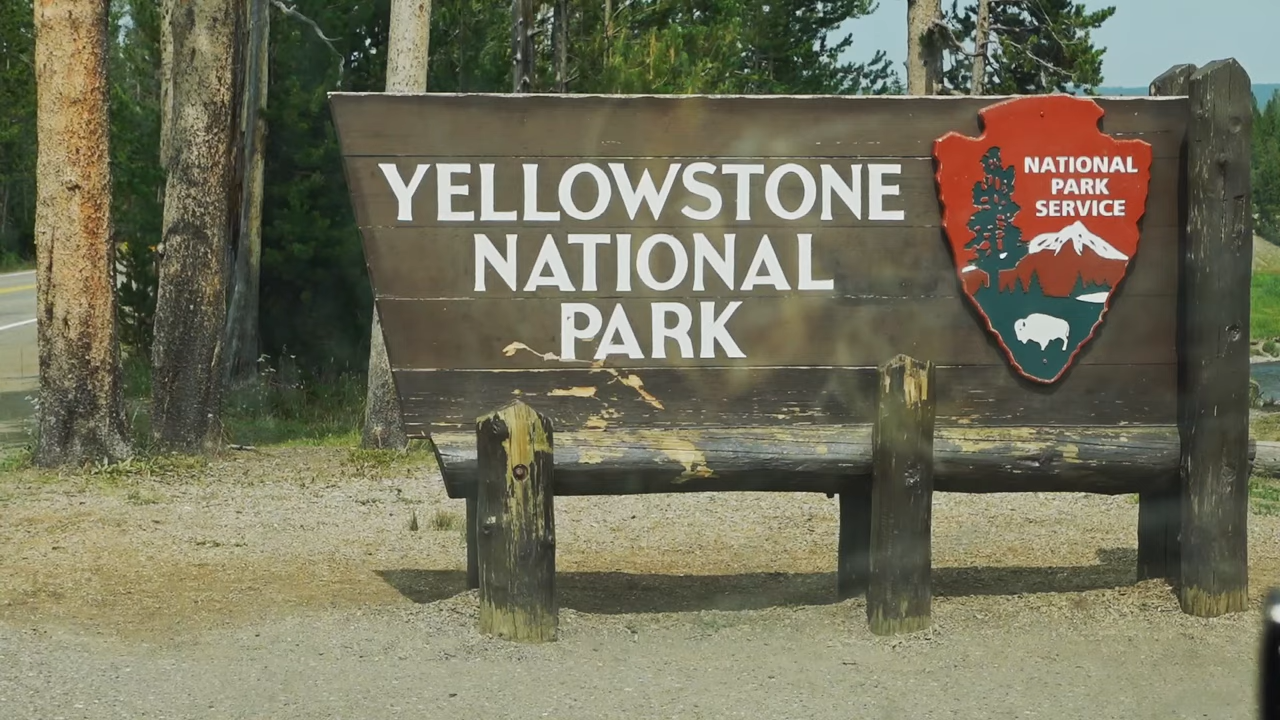 YELLOWSTONE
NATIONAL
PARK
NATIONAL
PARK
SERVICE